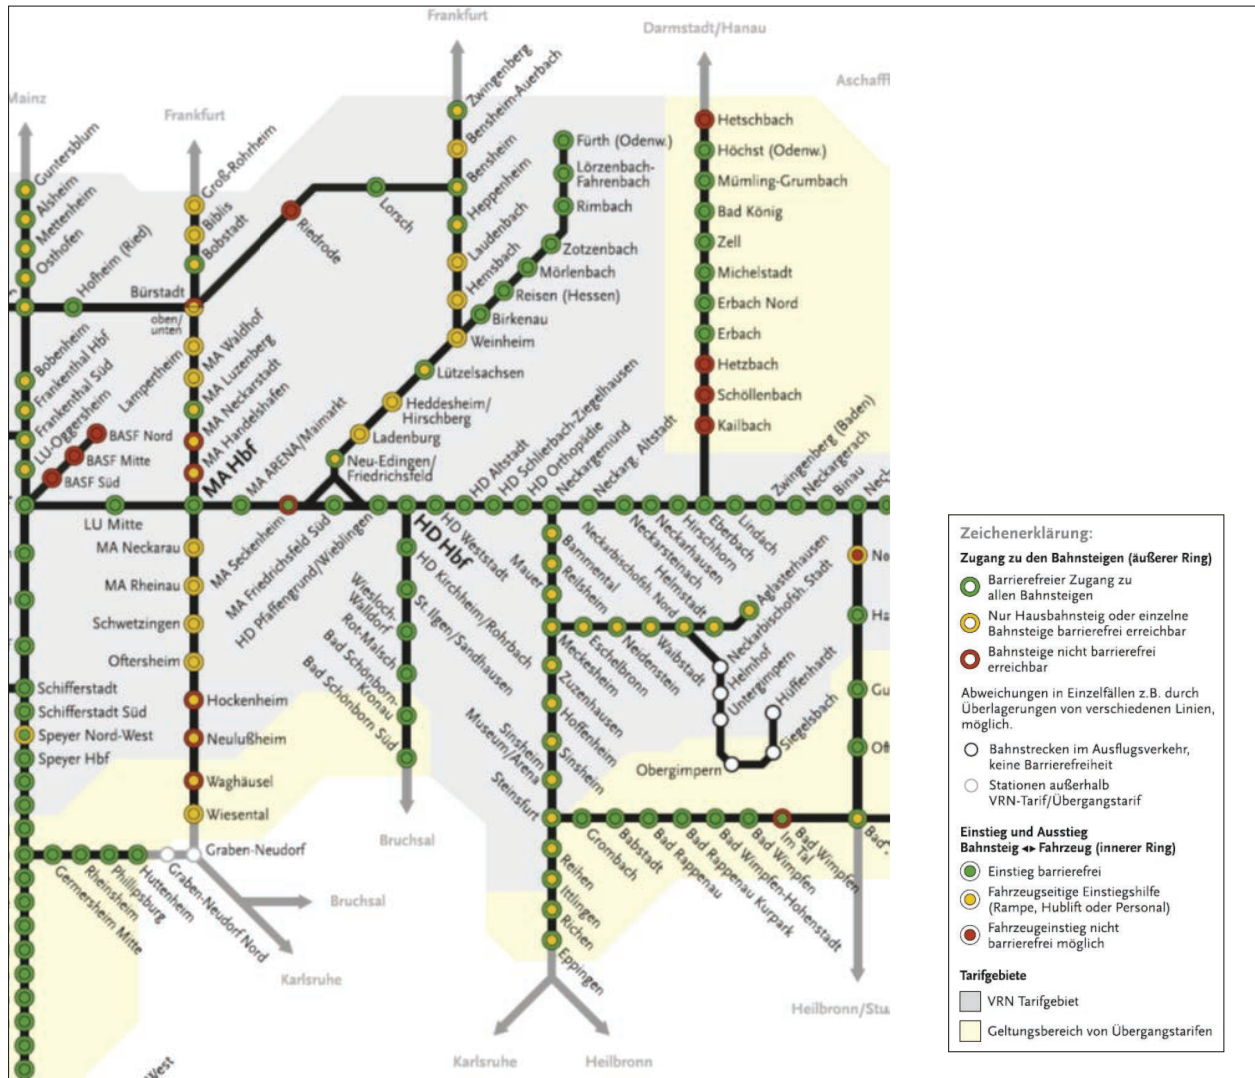 Frankfurt
Darmstadt/Hanau
Aschaffl
Mainz
Frankfurt
Zwingenberg
Bensheim-Auerbach
Bensheim
Heppenheim
Laudenbach
Hemsbach
Weinheim
Fürth (Odenw.)
Lörzenbach-
Fahrenbach
Rimbach
Zotzenbach
Mörlenbach
Reisen (Hessen)
Birkenau
Hetschbach
Höchst (Odenw.)
Mümling-Grumbach
Bad König
Zell
Michelstadt
Erbach Nord
Erbach
Hetzbach
Schöllenbach
Kailbach
Guntersblum
Alsheim
Mettenheim
Osthofen
Hofheim (Ried)
Groß-Rohrheim
Biblis
Bobstadt
Bürstadt
oben/
unten
Riedrode
Lorsch
Bobenheim
Frankenthal Hbf
Frankenthal Süd
LU-Oggersheim
Lampertheim
MA Waldhof
MA Luzenberg
MA Neckarstadt
MA Handelshafen
MA Hbf
BASF Nord
BASF Mitte
BASF Süd
Lützelsachsen
Heddesheim/
Hirschberg
Ladenburg
Neu-Edingen/
Friedrichsfeld
MA ARENA/Maimarkt
LU Mitte
MA Seckenheim
MA Friedrichsfeld Süd
HD Pfaffengrund/Wieblingen
HD Hbf
HD Weststadt
HD Altstadt
HD Schlierbach-Ziegelhausen
HD Orthopädie
Neckargemünd
Neckarg. Altstadt
Neckarsteinach
Neckarhausen
Hirschhorn
Eberbach
Lindach
Zwingenberg (Baden)
Neckargerach
Binau
Neck
MA Neckarau
MA Rheinau
Schwetzingen
Oftersheim
Hockenheim
Neulußheim
Waghäusel
Wiesental
Graben-Neudorf
Graben-Neudorf Nord
Huttenheim
Philippsburg
Rheinsheim
Germersheim Mitte
Schifferstadt
Schifferstadt Süd
Speyer Nord-West
Speyer Hbf
HD Kirchheim/Rohrbach
St. Ilgen/Sandhausen
Wiesloch-
Walldorf
Rot-Malsch
Bad Schönborn-
Kronau
Bad Schönborn Süd
Bruchsal
Bruchsal
Karlsruhe
Bammental
Mauer
Reilsheim
Meckesheim
Eschelbronn
Neidenstein
Waibstadt
Neckarbischofsh. Nord
Helmstadt
Aglasterhausen
Neckarbischofsh. Stadt
Helmhof
Untergimpern
Obergimpern
Siegelsbach
Hüffenhardt
Zuzenhausen
Hoffenheim
Sinsheim
Museum/Arena
Sinsheim
Steinsfurt
Grombach
Babstadt
Bad Rappenau
Bad Rappenau Kurpark
Bad Wimpfen-Hohenstadt
Bad Wimpfen
Bad Wimpfen
Im Tal
Reihen
Ittlingen
Richen
Eppingen
Karlsruhe
Heilbronn
Heilbronn/Stu
Ha
Gu
West
Zeichenerklärung:
Zugang zu den Bahnsteigen (äußerer Ring)
Barrierefreier Zugang zu
allen Bahnsteigen
Nur Hausbahnsteig oder einzelne
Bahnsteige barrierefrei erreichbar
Bahnsteige nicht barrierefrei
erreichbar
Abweichungen in Einzelfällen z.B. durch
Überlagerungen von verschiedenen Linien,
möglich.
Bahnstrecken im Ausflugsverkehr,
keine Barrierefreiheit
Stationen außerhalb
VRN-Tarif/Übergangstarif
Einstieg und Ausstieg
Bahnsteig ◂▸ Fahrzeug (innerer Ring)
Einstieg barrierefrei
Fahrzeugseitige Einstiegshilfe
(Rampe, Hublift oder Personal)
Fahrzeugeinstieg nicht
barrierefrei möglich
Tarifgebiete
VRN Tarifgebiet
Geltungsbereich von Übergangstarifen